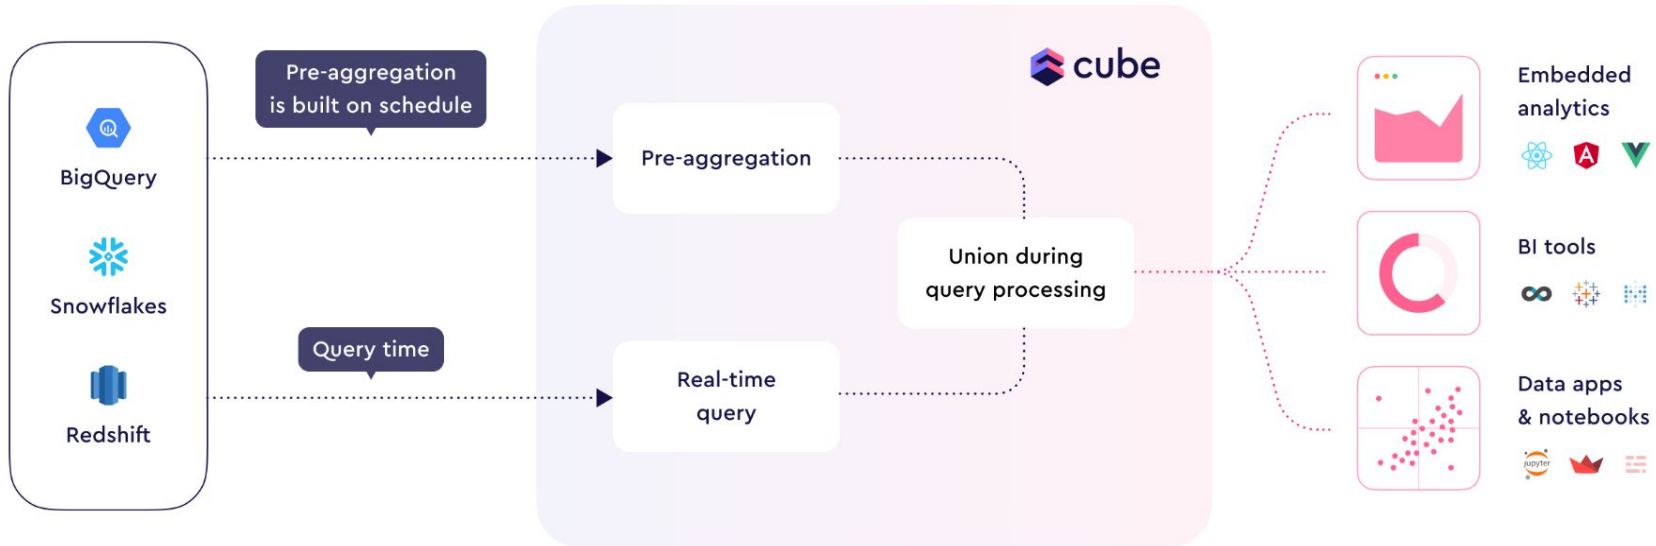 BigQuery
Snowflakes
Redshift
Pre-aggregation
is built on schedule
Query time
cube
Pre-aggregation
Real-time
query
Union during
query processing
Embedded
analytics
A
BI tools
Data apps
& notebooks
jupyter